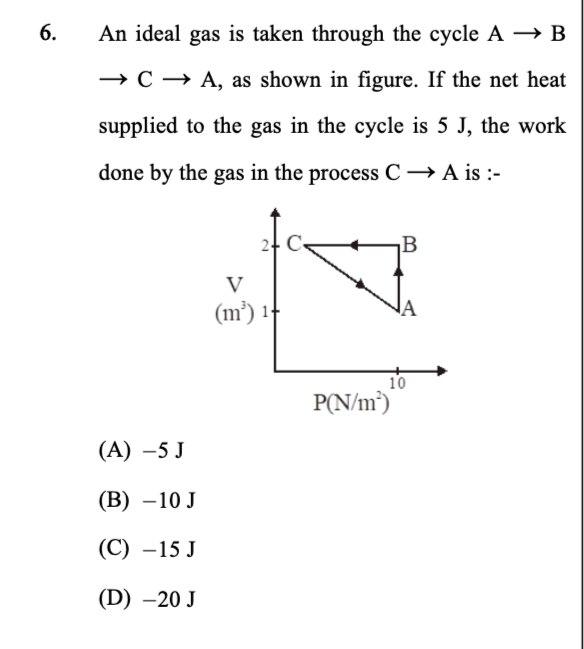 6. An ideal gas is taken through the cycle A → B
→ C → A, as shown in figure. If the net heat
supplied to the gas in the cycle is 5 J, the work
done by the gas in the process C → A is :-
2 C B
V
(m³) 1 A
10
P(N/m²)
(A) –5 J
(B) –10 J
(C) –15 J
(D) –20 J